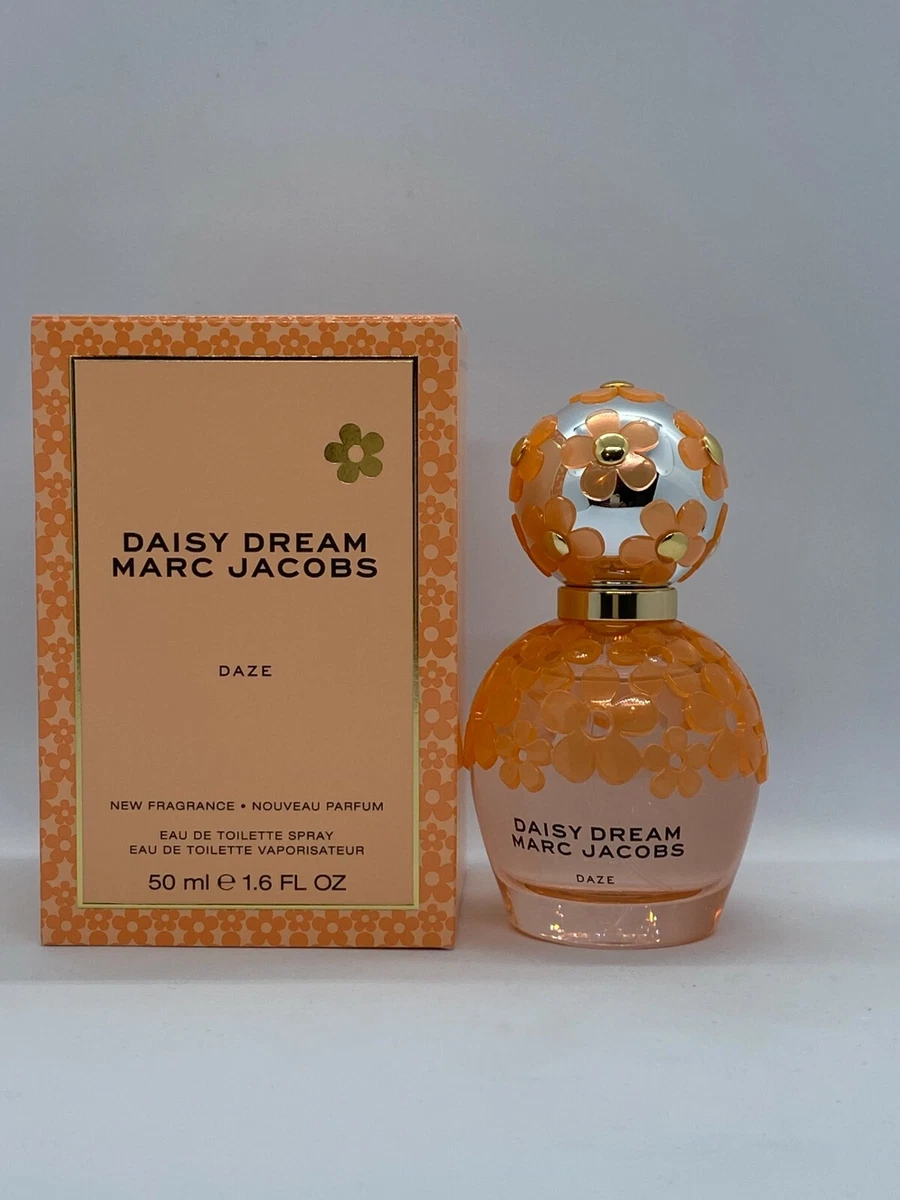 DAISY DREAM
MARC JACOBS
DAZE
NEW FRAGRANCE • NOUVEAU PARFUM
EAU DE TOILETTE SPRAY
EAU DE TOILETTE VAPORISATEUR
50 ml ℮ 1.6 FL OZ
DAISY DREAM
MARC JACOBS
DAZE